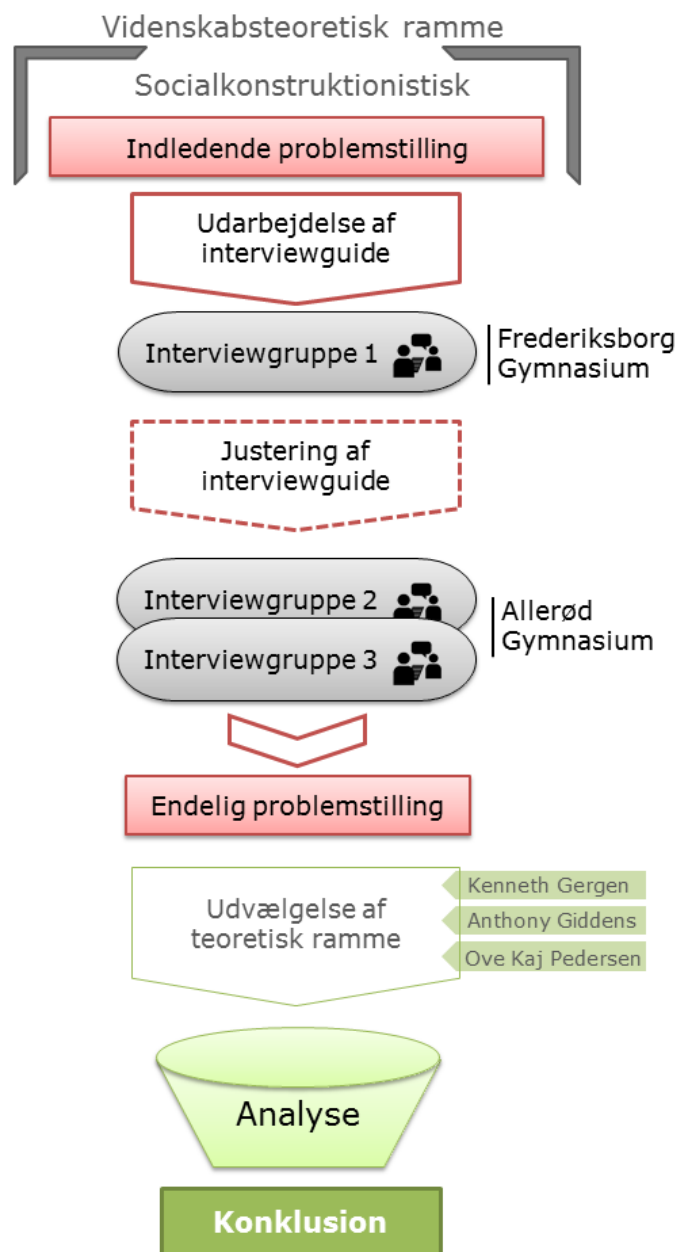 Videnskabsteoretisk ramme
Socialkonstruktionistisk
Indledende problemstilling
Udarbejdelse af
interviewguide
Interviewgruppe 1
Frederiksborg
Gymnasium
Justering af
interviewguide
Interviewgruppe 2
Interviewgruppe 3
Allerød
Gymnasium
Endelig problemstilling
Udvælgelse af
teoretisk ramme
Kenneth Gergen
Anthony Giddens
Ove Kaj Pedersen
Analyse
Konklusion